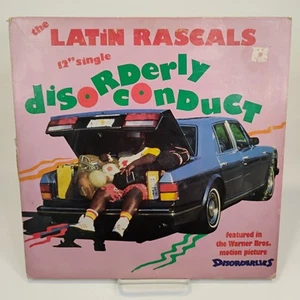 the LATiN RASCALS
12" single
disORderly
cONdUcT
featured in
the Warner Bros.
motion picture
DISORDERLIES